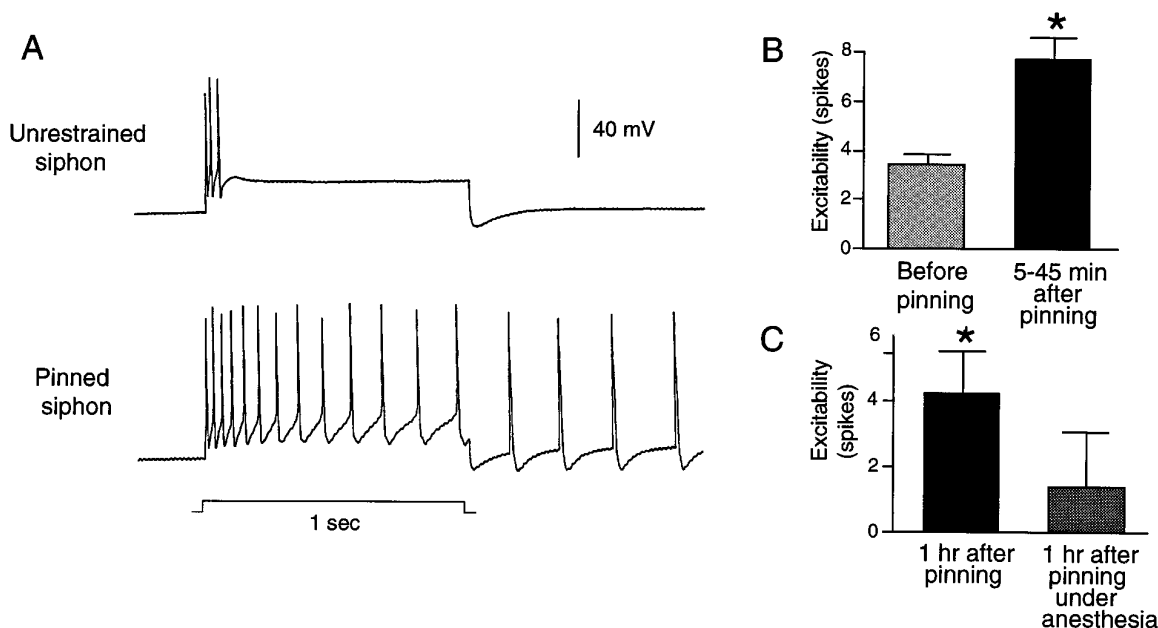 A
Unrestrained
siphon
40 mV
Pinned
siphon
1 sec
B
Excitability (spikes)
8
6
4
2
0
*
Before
pinning
5-45 min
after
pinning
C
Excitability
(spikes)
6
4
2
0
*
1 hr after
pinning
1 hr after
pinning
under
anesthesia